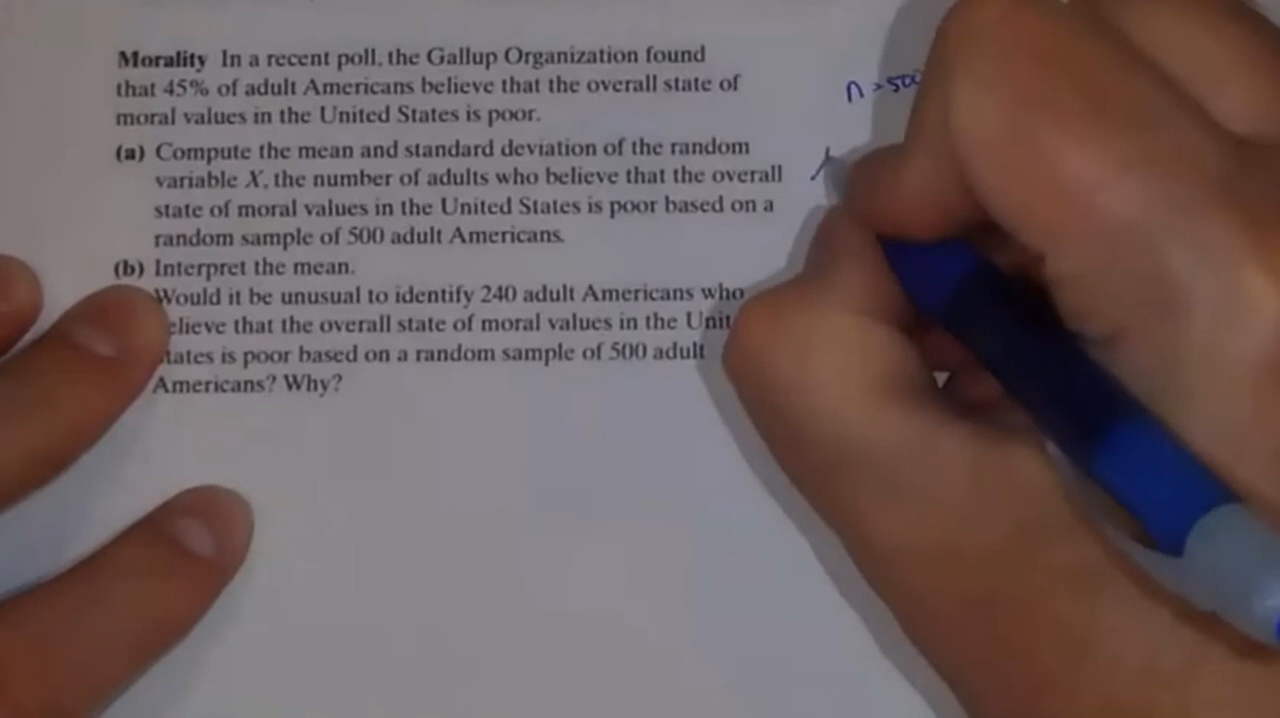 Morality In a recent poll, the Gallup Organization found
that 45% of adult Americans believe that the overall state of
moral values in the United States is poor.
(a) Compute the mean and standard deviation of the random
variable X, the number of adults who believe that the overall
state of moral values in the United States is poor based on a
random sample of 500 adult Americans.
(b) Interpret the mean.
Would it be unusual to identify 240 adult Americans who
elieve that the overall state of moral values in the Unit
tates is poor based on a random sample of 500 adult
Americans? Why?
n = 500